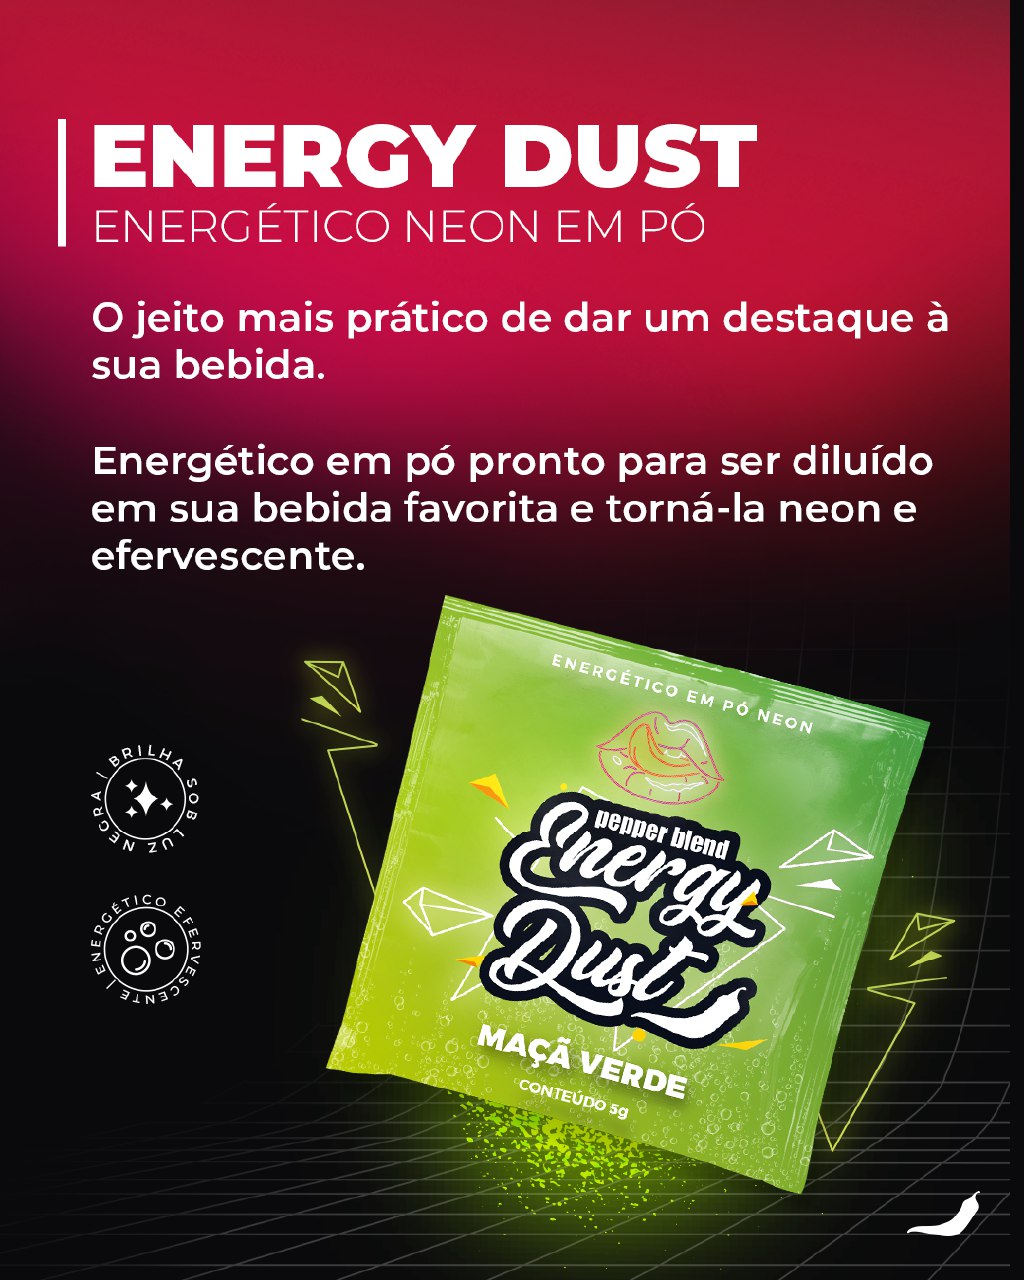 ENERGY DUST
ENERGÉTICO NEON EM PÓ
O jeito mais prático de dar um destaque à
sua bebida.
Energético em pó pronto para ser diluído
em sua bebida favorita e torná-la neon e
efervescente.
ENERGÉTICO EM PÓ NEON
pepper blend
Energy
Dust
MAÇÃ VERDE
CONTEÚDO 5g
| BRILHA SOB LUZ NEGRA
| ENERGÉTICO EFERVESCENTE